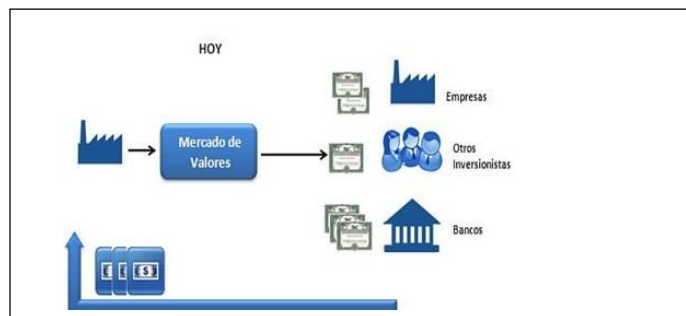 HOY
Empresas
Mercado de
Valores
Otros
Inversionistas
Bancos
$